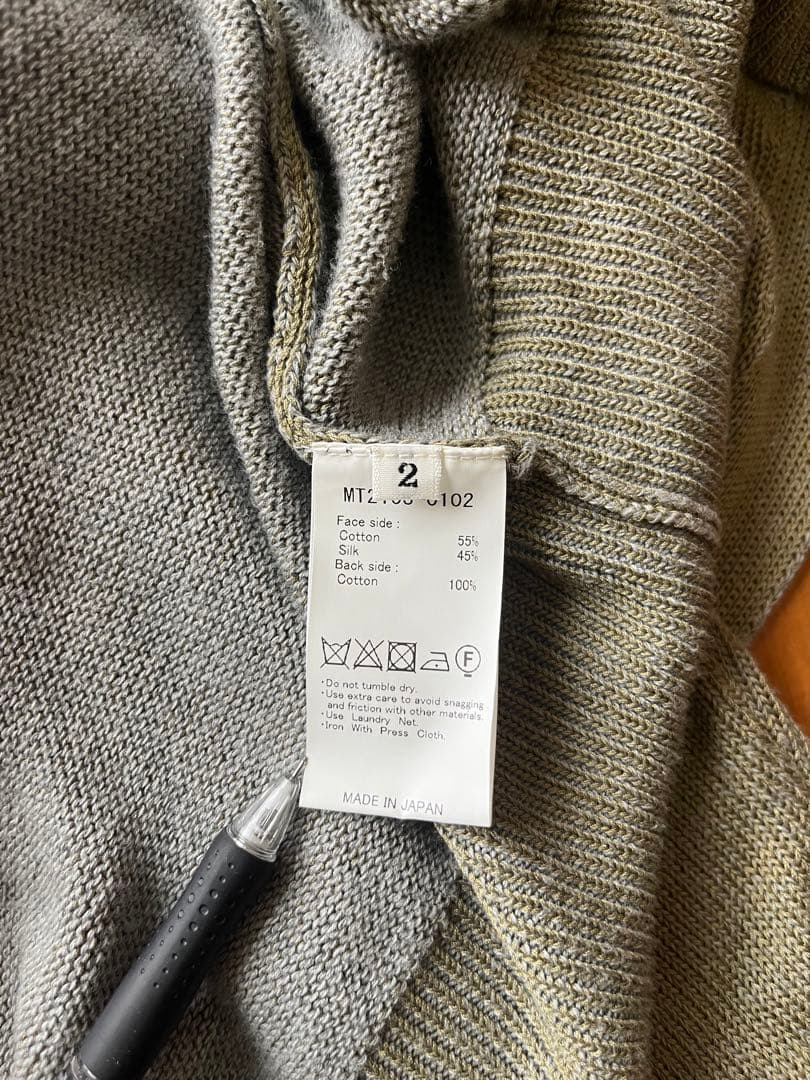 2
Face side :
Cotton 55%
Silk 45%
Back side :
Cotton 100%
F
・Do not tumble dry.
・Use extra care to avoid snagging
and friction with other materials.
・Use Laundry Net.
・Iron With Press Cloth.
MADE IN JAPAN